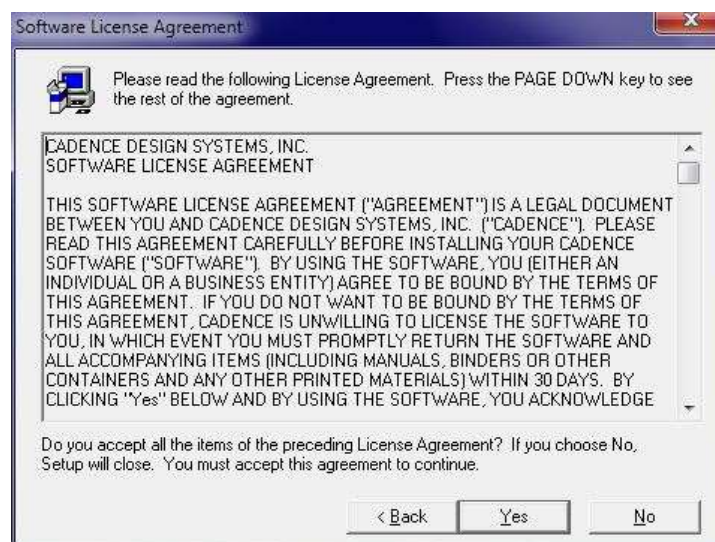 Software License Agreement
Please read the following License Agreement.  Press the PAGE DOWN key to see
the rest of the agreement.
CADENCE DESIGN SYSTEMS, INC.
SOFTWARE LICENSE AGREEMENT
THIS SOFTWARE LICENSE AGREEMENT ("AGREEMENT") IS A LEGAL DOCUMENT
BETWEEN YOU AND CADENCE DESIGN SYSTEMS, INC.  ("CADENCE").  PLEASE
READ THIS AGREEMENT CAREFULLY BEFORE INSTALLING YOUR CADENCE
SOFTWARE ("SOFTWARE").  BY USING THE SOFTWARE, YOU (EITHER AN
INDIVIDUAL OR A BUSINESS ENTITY) AGREE TO BE BOUND BY THE TERMS OF
THIS AGREEMENT.  IF YOU DO NOT WANT TO BE BOUND BY THE TERMS OF
THIS AGREEMENT, CADENCE IS UNWILLING TO LICENSE THE SOFTWARE TO
YOU, IN WHICH EVENT YOU MUST PROMPTLY RETURN THE SOFTWARE AND
ALL ACCOMPANYING ITEMS (INCLUDING MANUALS, BINDERS OR OTHER
CONTAINERS AND ANY OTHER PRINTED MATERIALS) WITHIN 30 DAYS.  BY
CLICKING "Yes" BELOW AND BY USING THE SOFTWARE, YOU ACKNOWLEDGE
Do you accept all the items of the preceding License Agreement?  If you choose No,
Setup will close.  You must accept this agreement to continue.
< Back
Yes
No